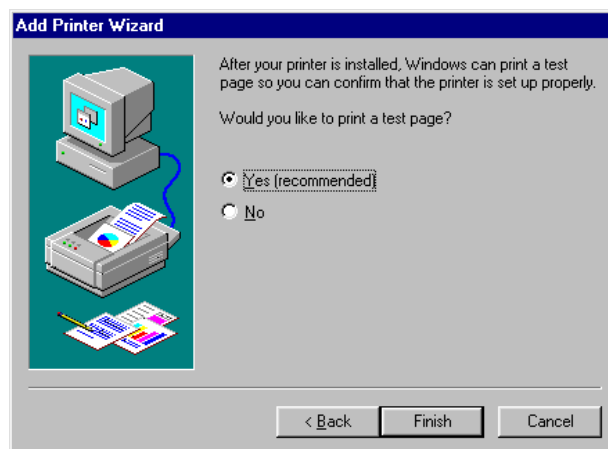 Add Printer Wizard
After your printer is installed, Windows can print a test
page so you can confirm that the printer is set up properly.
Would you like to print a test page?
Yes (recommended)
No
< Back Finish Cancel